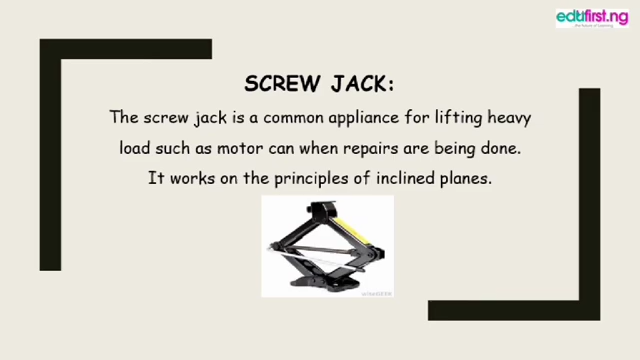 edufirst.ng
SCREW JACK:
The screw jack is a common appliance for lifting heavy
load such as motor can when repairs are being done.
It works on the principles of inclined planes.